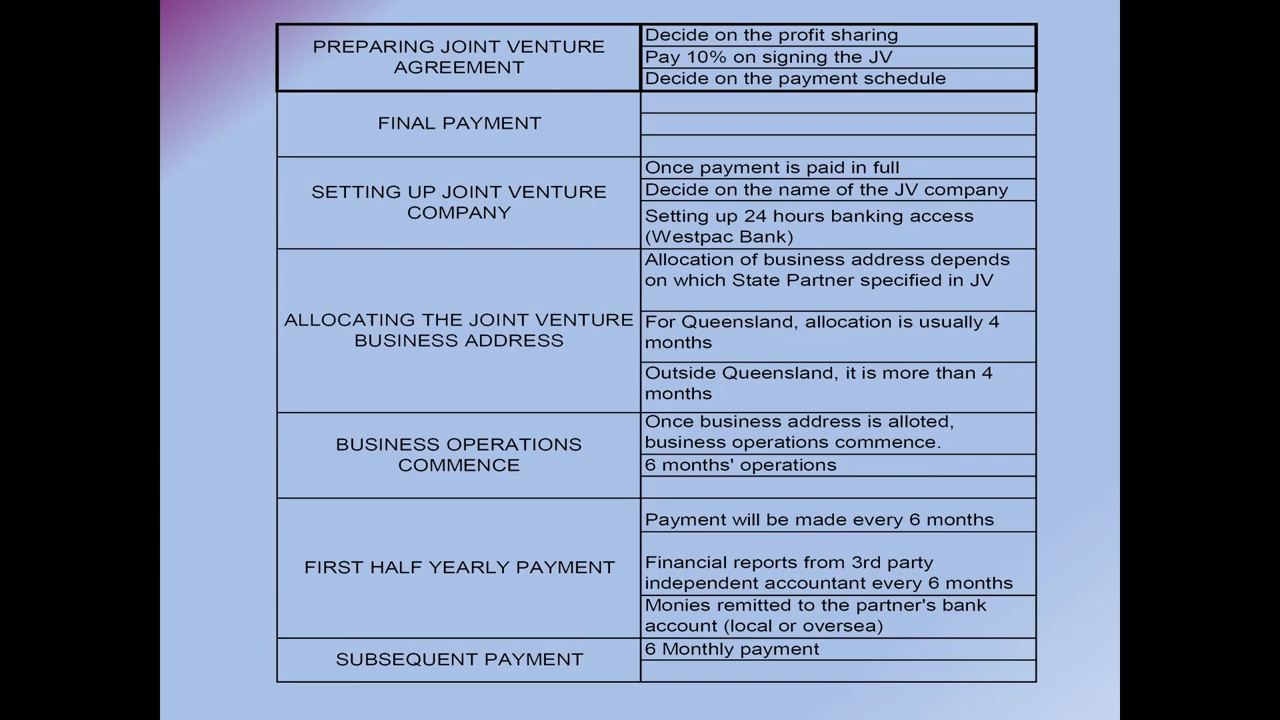 PREPARING JOINT VENTURE
AGREEMENT
Decide on the profit sharing
Pay 10% on signing the JV
Decide on the payment schedule
FINAL PAYMENT
SETTING UP JOINT VENTURE
COMPANY
Once payment is paid in full
Decide on the name of the JV company
Setting up 24 hours banking access
(Westpac Bank)
ALLOCATING THE JOINT VENTURE
BUSINESS ADDRESS
Allocation of business address depends
on which State Partner specified in JV
For Queensland, allocation is usually 4
months
Outside Queensland, it is more than 4
months
BUSINESS OPERATIONS
COMMENCE
Once business address is alloted,
business operations commence.
6 months' operations
FIRST HALF YEARLY PAYMENT
Payment will be made every 6 months
Financial reports from 3rd party
independent accountant every 6 months
Monies remitted to the partner's bank
account (local or oversea)
SUBSEQUENT PAYMENT
6 Monthly payment